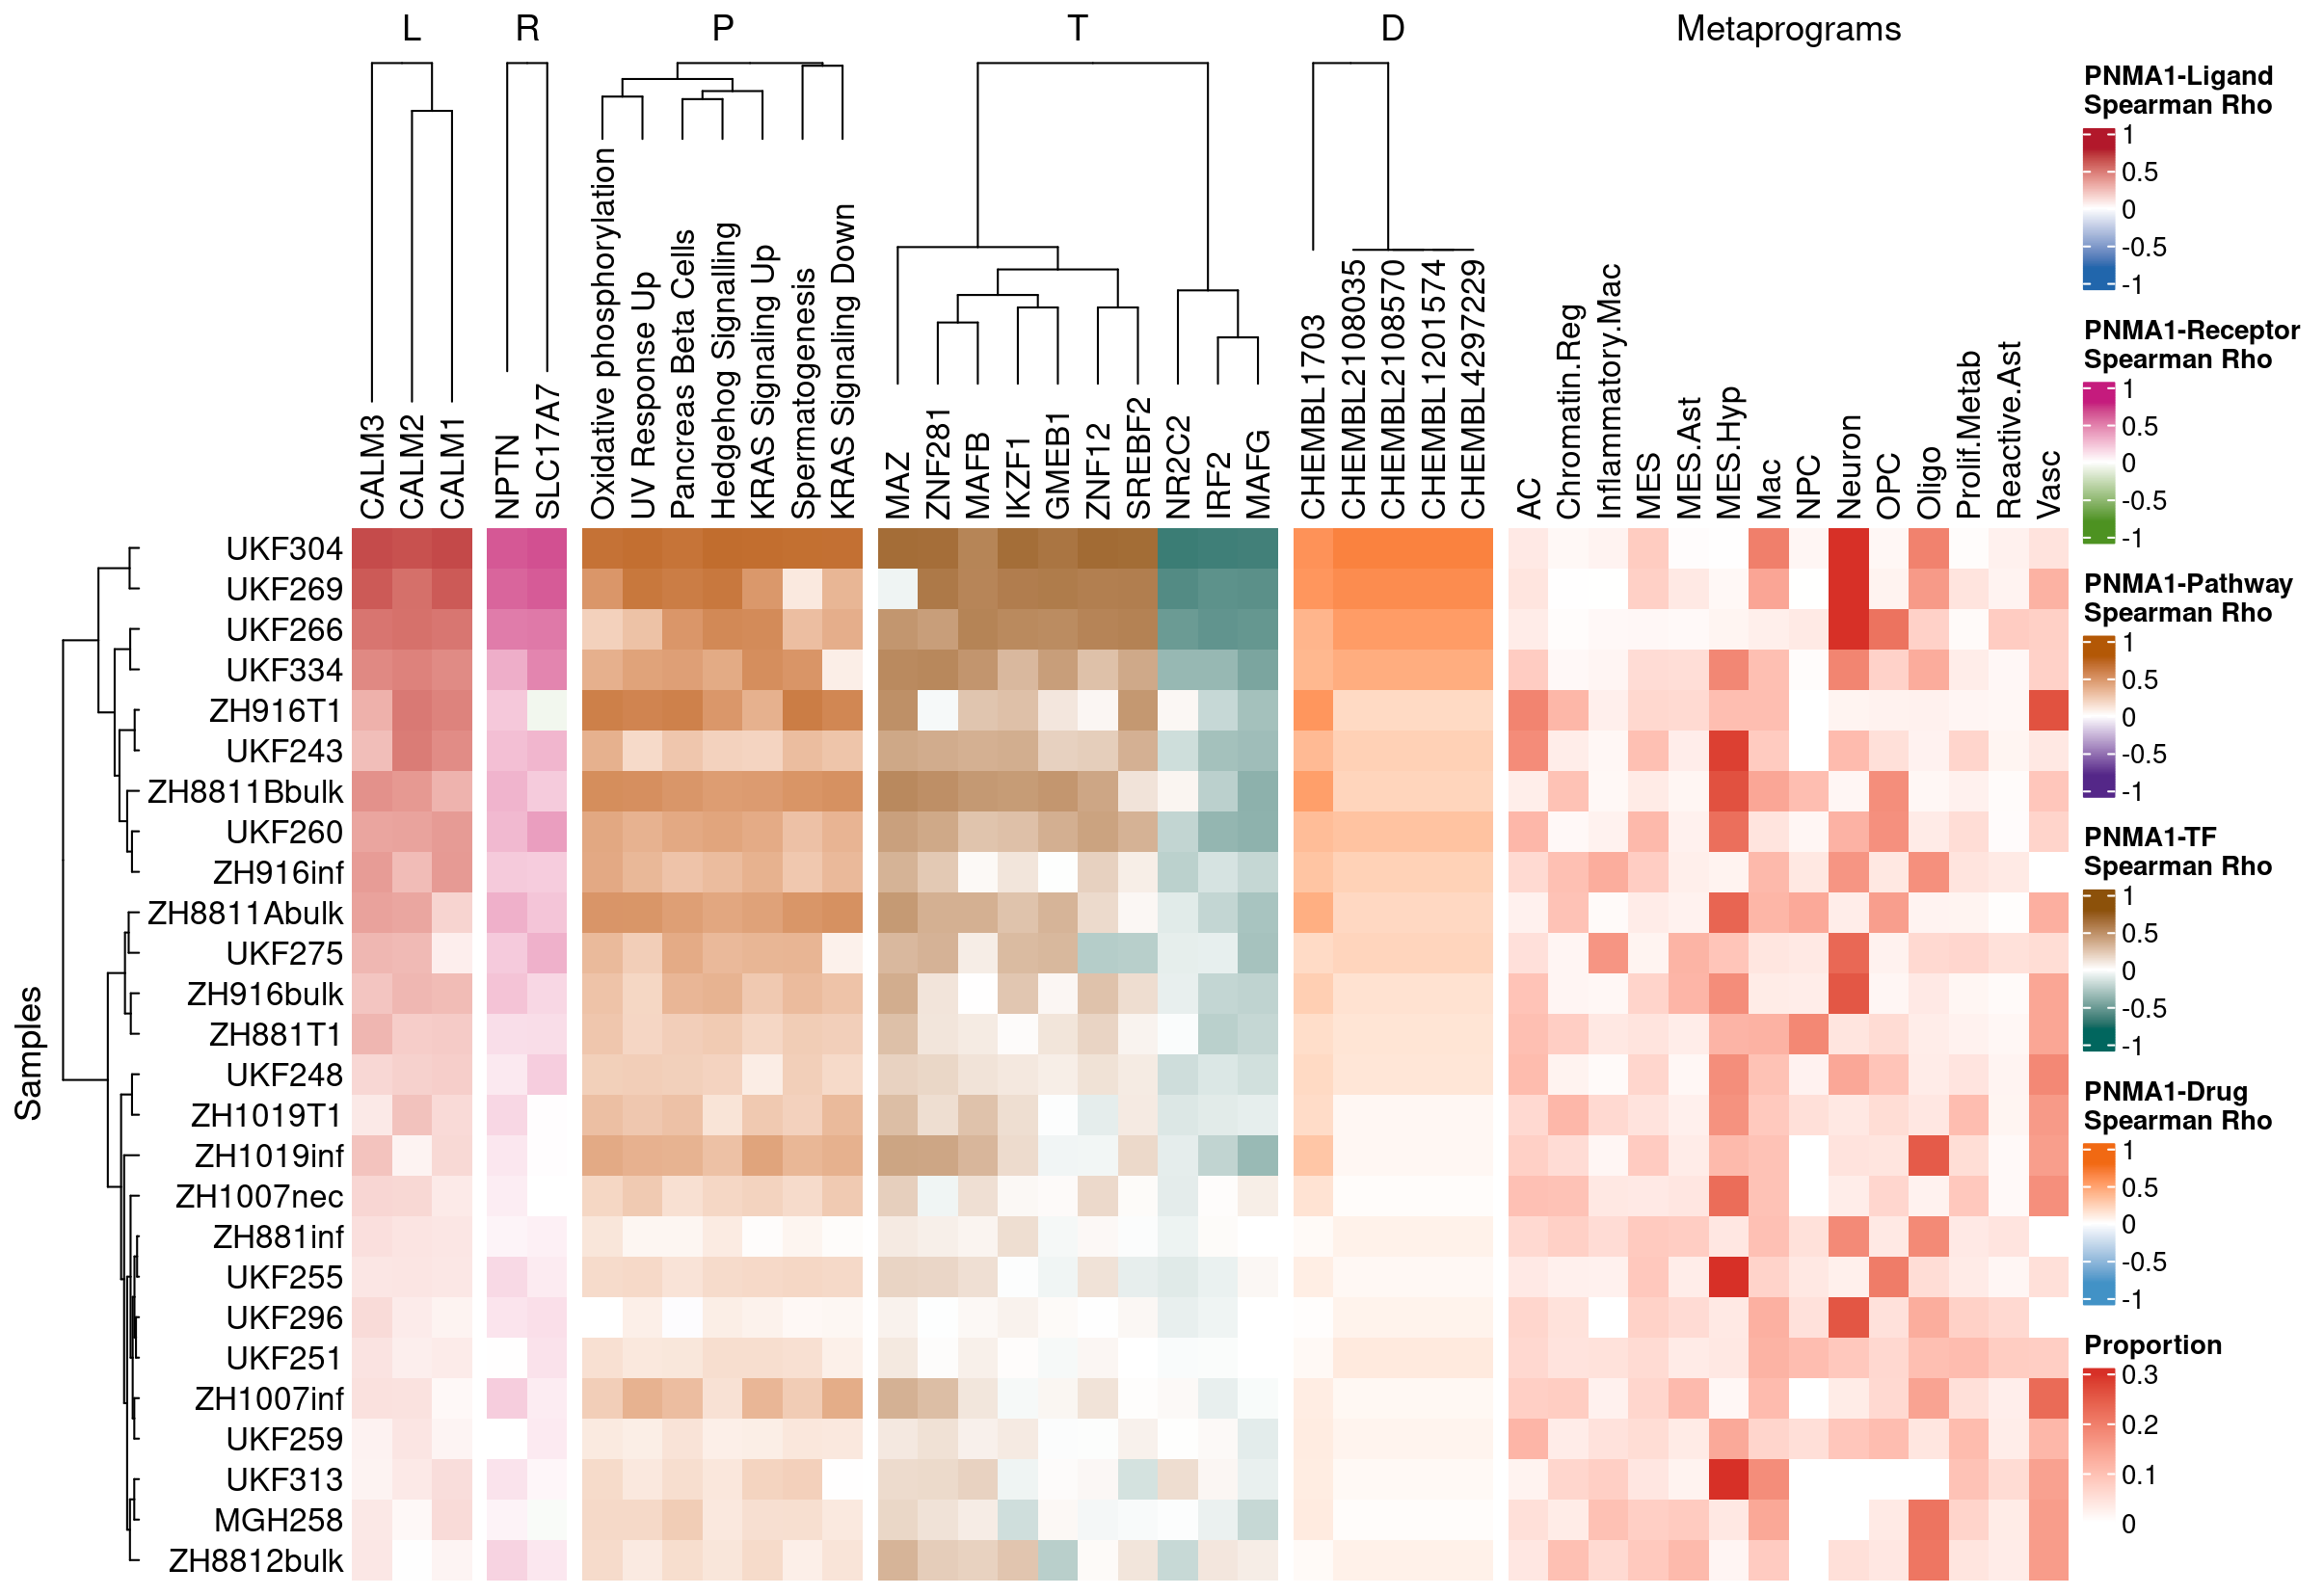 L R P T D Metaprograms
CALM3
CALM2
CALM1
NPTN
SLC17A7
Oxidative phosphorylation
UV Response Up
Pancreas Beta Cells
Hedgehog Signalling
KRAS Signaling Up
Spermatogenesis
KRAS Signaling Down
MAZ
ZNF281
MAFB
IKZF1
GMEB1
ZNF12
SREBF2
NR2C2
IRF2
MAFG
CHEMBL1703
CHEMBL2108035
CHEMBL2108570
CHEMBL1201574
CHEMBL4297229
AC
Chromatin.Reg
Inflammatory.Mac
MES
MES.Ast
MES.Hyp
Mac
NPC
Neuron
OPC
Oligo
Prolif.Metab
Reactive.Ast
Vasc
Samples
UKF304
UKF269
UKF266
UKF334
ZH916T1
UKF243
ZH8811Bbulk
UKF260
ZH916inf
ZH8811Abulk
UKF275
ZH916bulk
ZH881T1
UKF248
ZH1019T1
ZH1019inf
ZH1007nec
ZH881inf
UKF255
UKF296
UKF251
ZH1007inf
UKF259
UKF313
MGH258
ZH8812bulk
PNMA1-Ligand
Spearman Rho
1
0.5
0
-0.5
-1
PNMA1-Receptor
Spearman Rho
1
0.5
0
-0.5
-1
PNMA1-Pathway
Spearman Rho
1
0.5
0
-0.5
-1
PNMA1-TF
Spearman Rho
1
0.5
0
-0.5
-1
PNMA1-Drug
Spearman Rho
1
0.5
0
-0.5
-1
Proportion
0.3
0.2
0.1
0